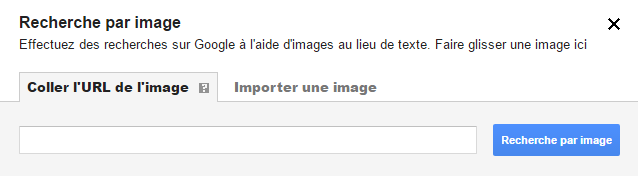 Recherche par image
Effectuez des recherches sur Google à l'aide d'images au lieu de texte. Faire glisser une image ici
Coller l'URL de l'image ?
Importer une image
Recherche par image